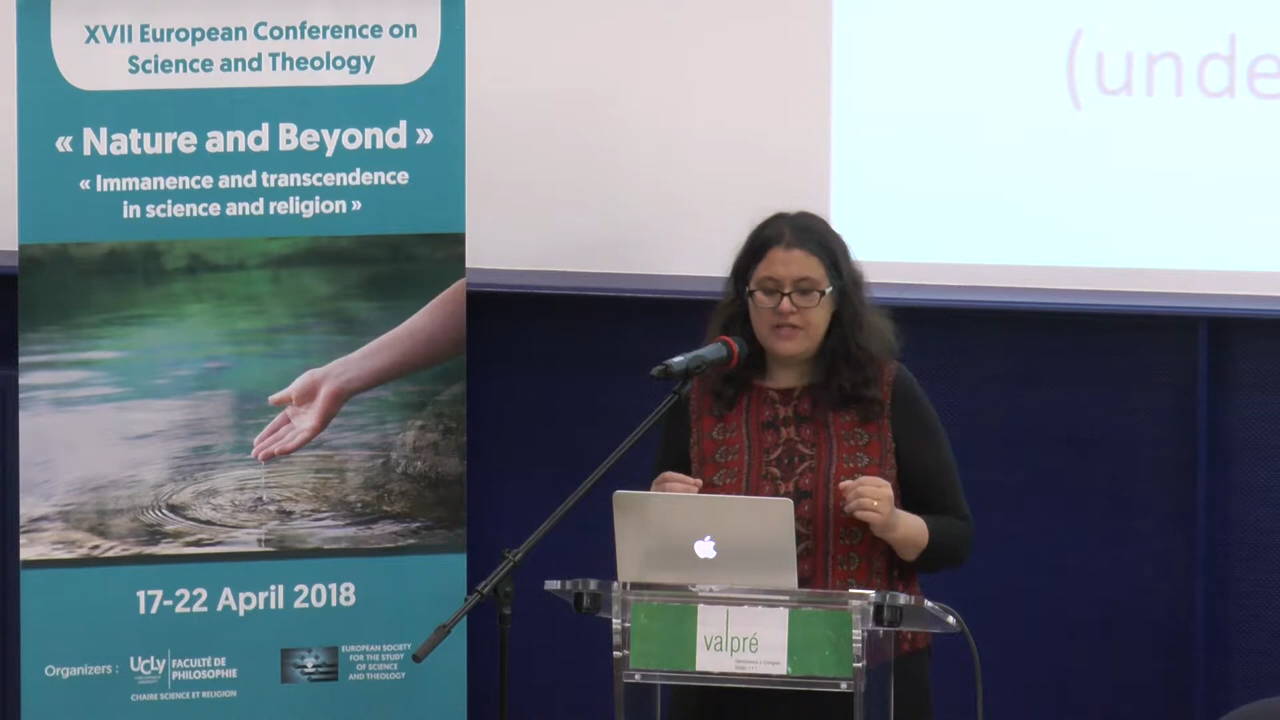 XVII European Conference on
Science and Theology
« Nature and Beyond »
« Immanence and transcendence
in science and religion »
17-22 April 2018
Organizers :
UCLy
FACULTÉ DE
PHILOSOPHIE
CHAIRE SCIENCE ET RELIGION
EUROPEAN SOCIETY
FOR THE STUDY
OF SCIENCE
AND THEOLOGY
(unde
valpré